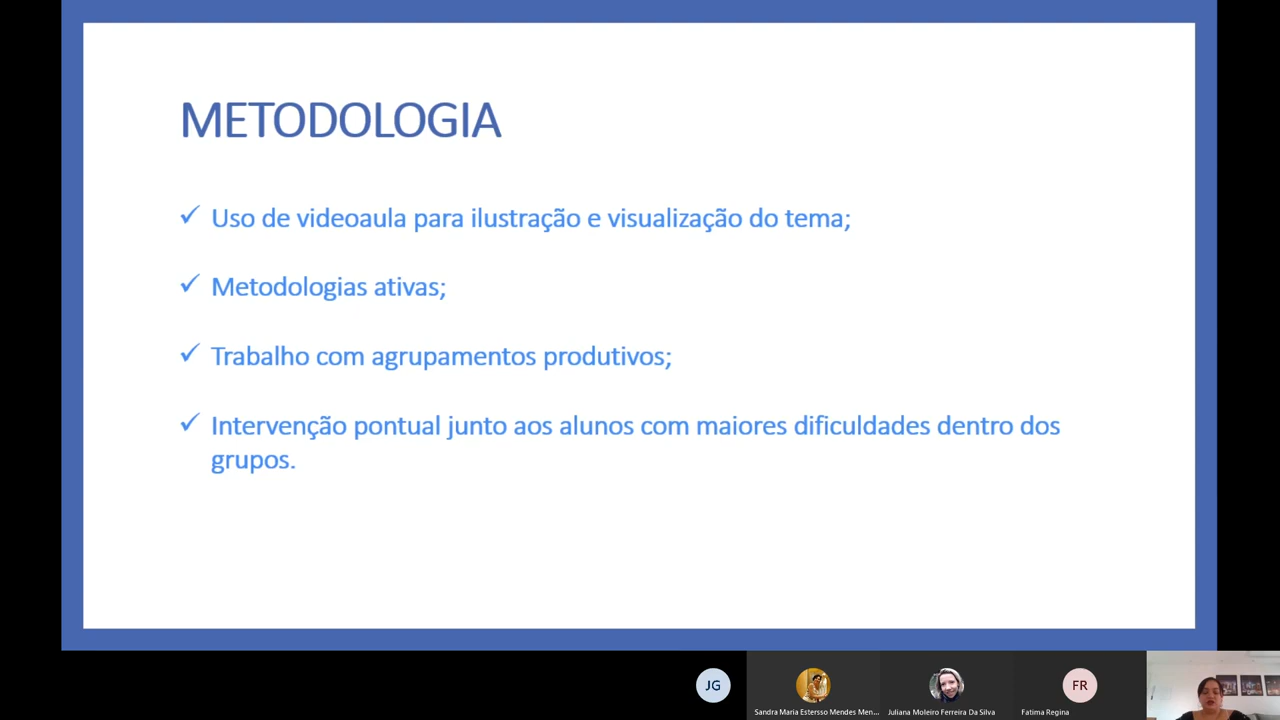 METODOLOGIA
✓ Uso de videoaula para ilustração e visualização do tema;
✓ Metodologias ativas;
✓ Trabalho com agrupamentos produtivos;
✓ Intervenção pontual junto aos alunos com maiores dificuldades dentro dos
grupos.
JG
FR
Sandra Maria Estersso Mendes Men...
Juliana Moleiro Ferreira Da Silva
Fatima Regina